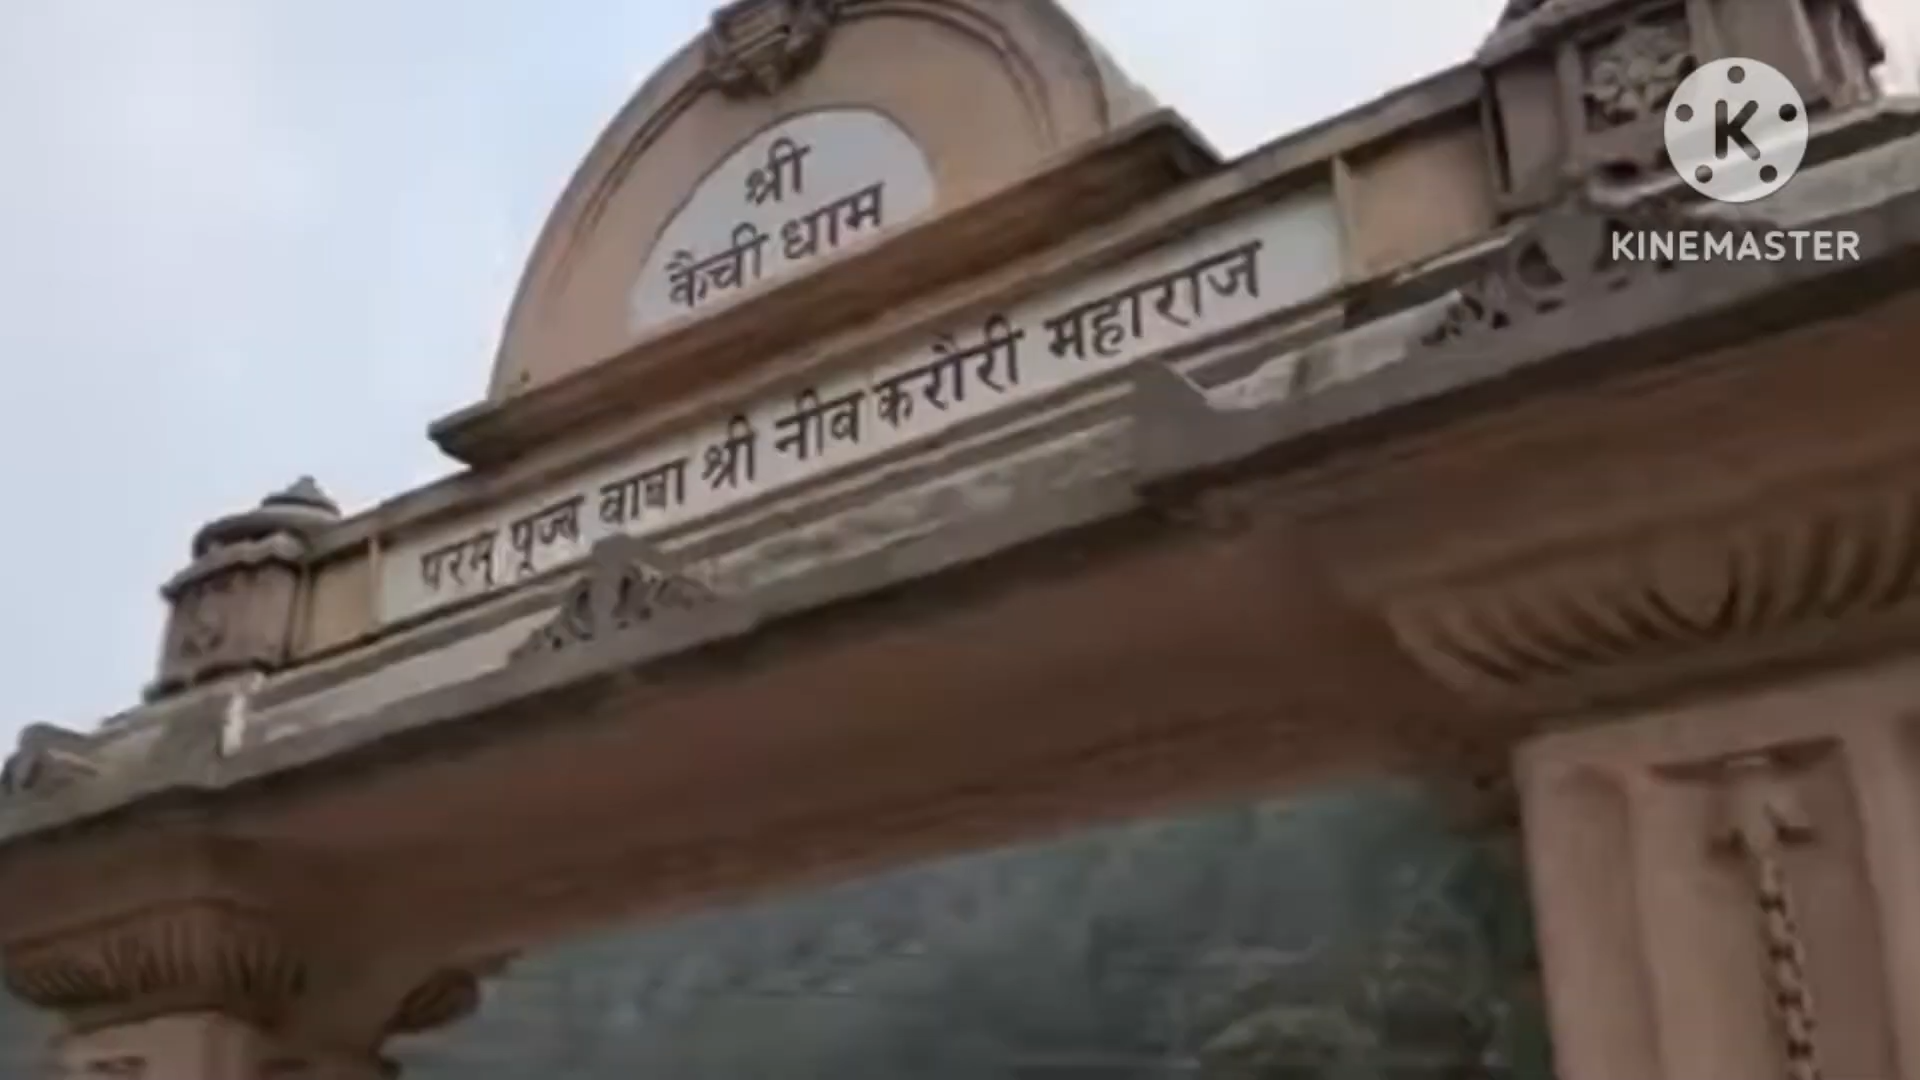 श्री
कैंची धाम
परम् पूज्य बाबा श्री नीब करौरी महाराज
K
KINEMASTER